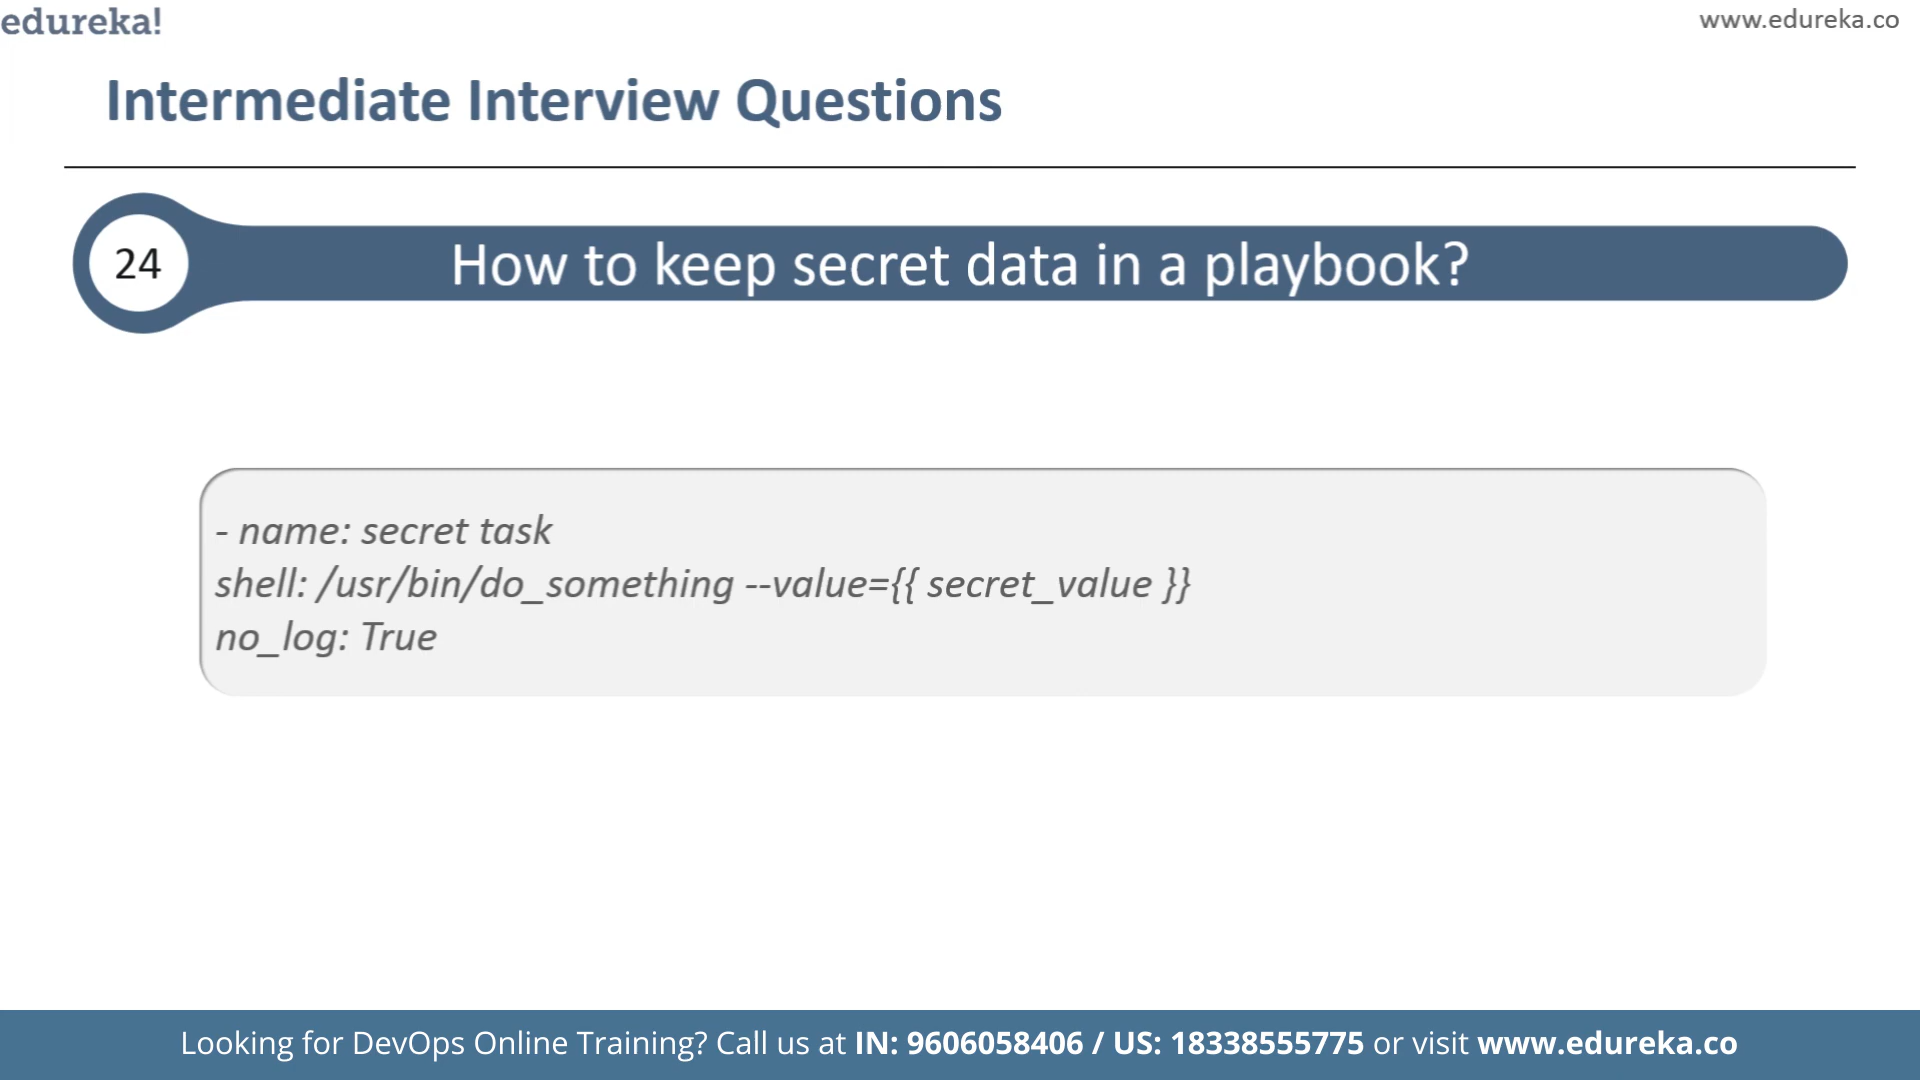 edureka!
www.edureka.co
Intermediate Interview Questions
24
How to keep secret data in a playbook?
- name: secret task
shell: /usr/bin/do_something --value={{ secret_value }}
no_log: True
Looking for DevOps Online Training? Call us at IN: 9606058406 / US: 18338555775 or visit www.edureka.co